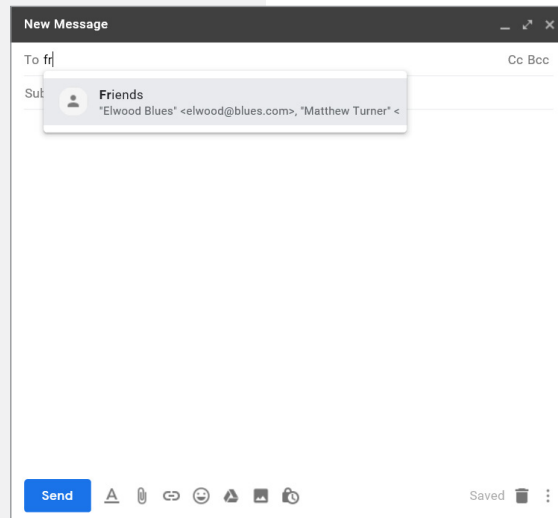 New Message
To fr
Cc Bcc
Sub
Friends
"Elwood Blues" <elwood@blues.com>, "Matthew Turner" <
Send
Saved